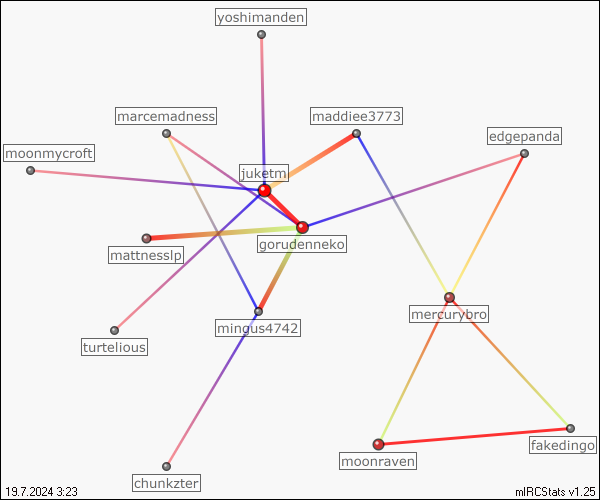 yoshimanden
marcemadness
maddiee3773
edgepanda
moonmycroft
juketm
gorudenneko
mattnesslp
mercurybro
mingus4742
turtelious
fakedingo
moonraven
chunkzter
19.7.2024 3:23
mIRCStats v1.25